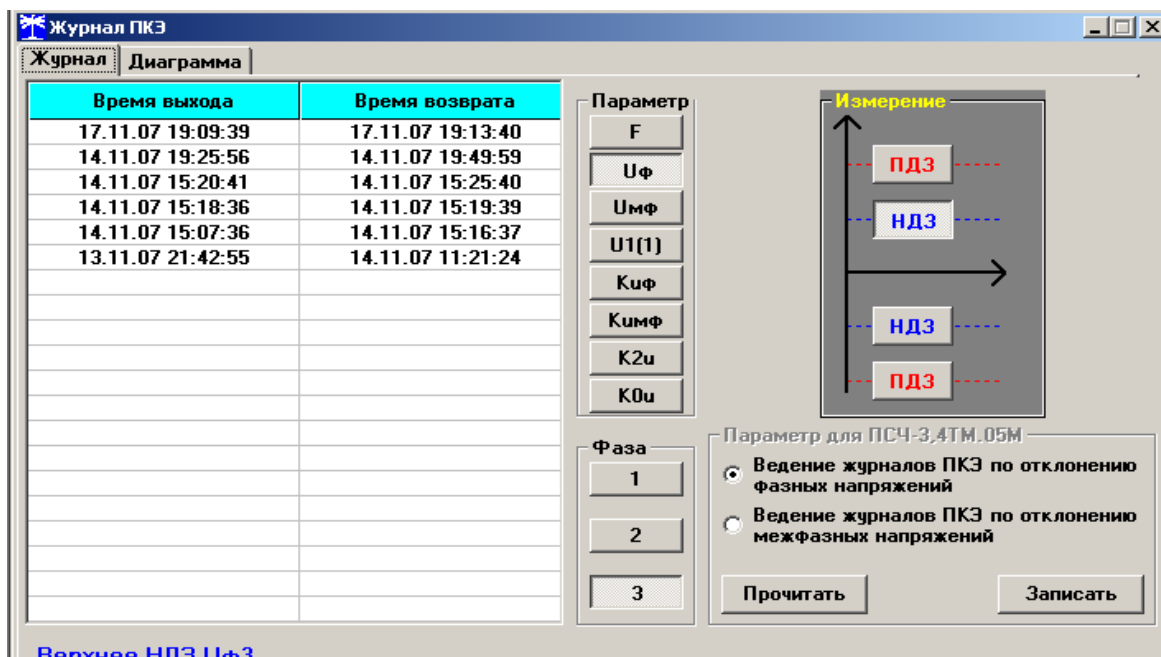 Журнал ПКЭ
Журнал Диаграмма
Время выхода Время возврата
17.11.07 19:09:39 17.11.07 19:13:40
14.11.07 19:25:56 14.11.07 19:49:59
14.11.07 15:20:41 14.11.07 15:25:40
14.11.07 15:18:36 14.11.07 15:19:39
14.11.07 15:07:36 14.11.07 15:16:37
13.11.07 21:42:55 14.11.07 11:21:24
Параметр
F
Uф
Uмф
U1(1)
Kuф
Kuмф
K2u
K0u
Фаза
1
2
3
Измерение
ПДЗ
НДЗ
НДЗ
ПДЗ
Параметр для ПСЧ-3,4ТМ.05М
Ведение журналов ПКЭ по отклонению
фазных напряжений
Ведение журналов ПКЭ по отклонению
межфазных напряжений
Прочитать Записать
Верхнее НДЗ Uф3